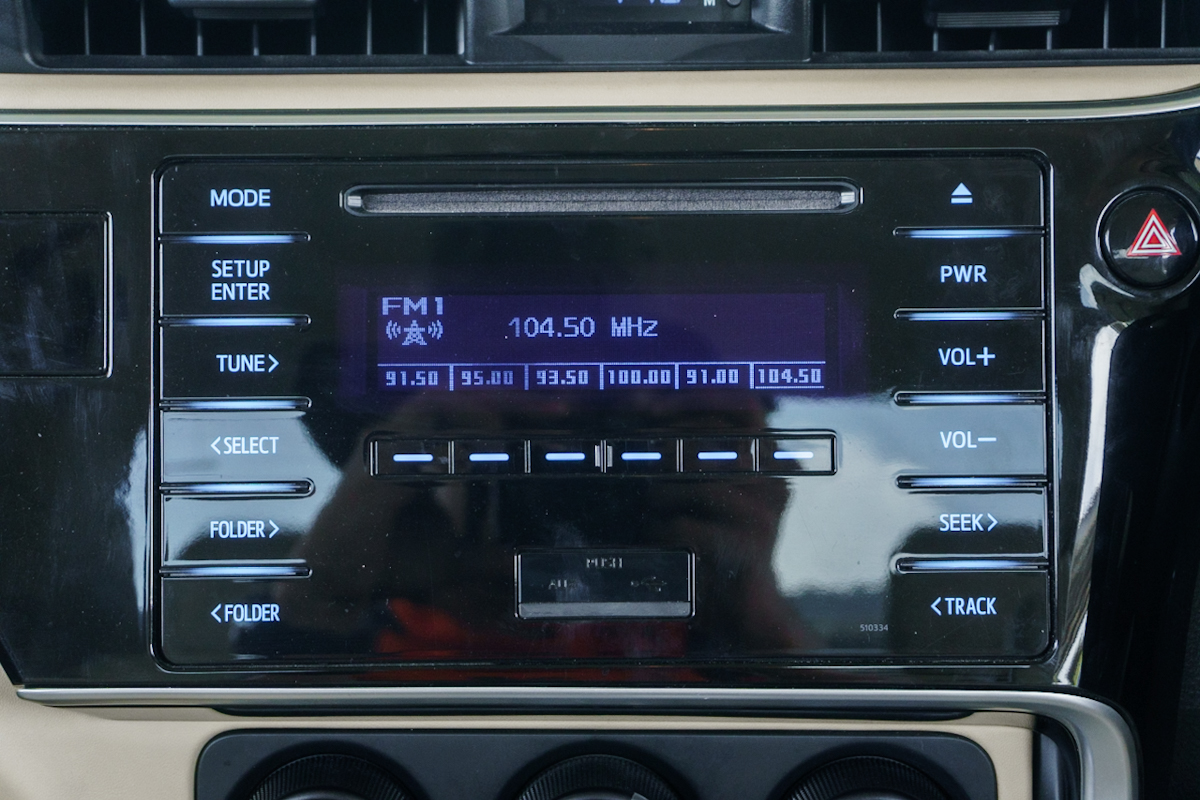 M
MODE
SETUP
ENTER
TUNE>
<SELECT
FOLDER>
<FOLDER
FM1
104.50 MHz
91.50 95.00 93.50 100.00 91.00 104.50
PUSH
510334
PWR
VOL+
VOL−
SEEK>
<TRACK